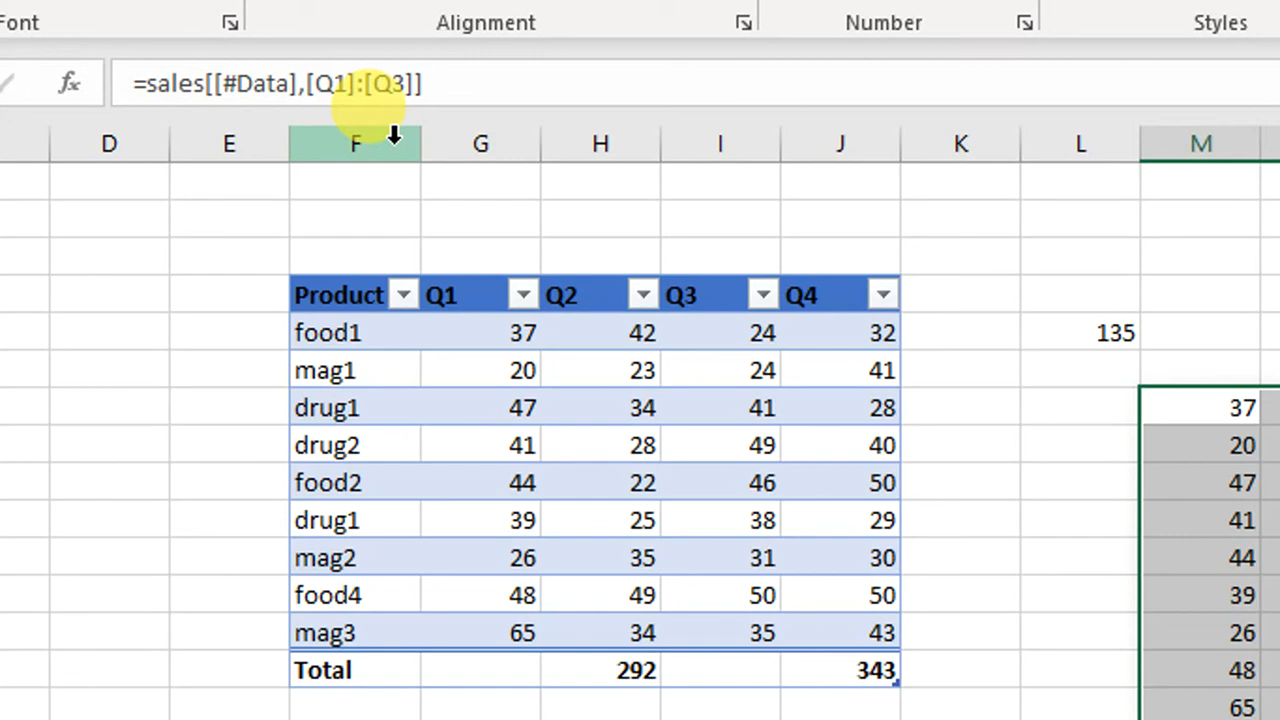 Font Alignment Number Styles
fx =sales[[#Data],[Q1]:[Q3]]
D E F G H I J K L M
Product Q1 Q2 Q3 Q4
food1 37 42 24 32 135
mag1 20 23 24 41
drug1 47 34 41 28 37
drug2 41 28 49 40 20
food2 44 22 46 50 47
drug1 39 25 38 29 41
mag2 26 35 31 30 44
food4 48 49 50 50 39
mag3 65 34 35 43 26
Total 292 343 48
65